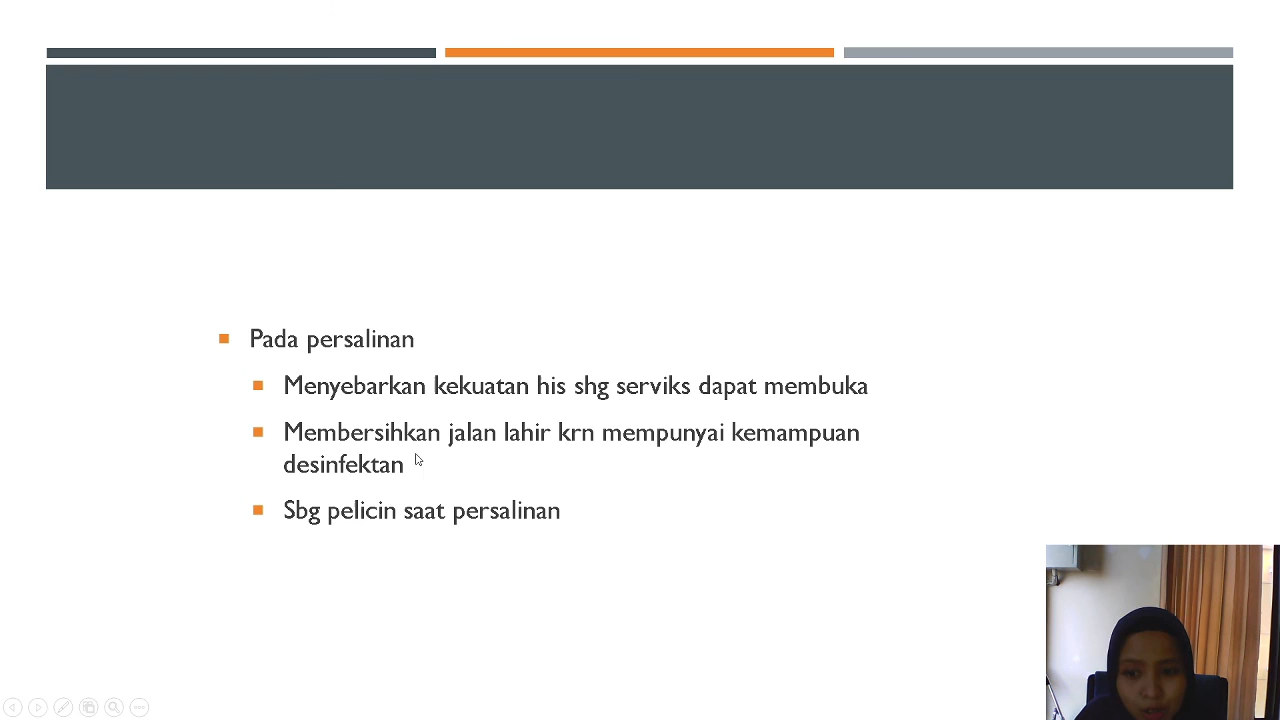 Pada persalinan
Menyebarkan kekuatan his shg serviks dapat membuka
Membersihkan jalan lahir krn mempunyai kemampuan
desinfektan
Sbg pelicin saat persalinan